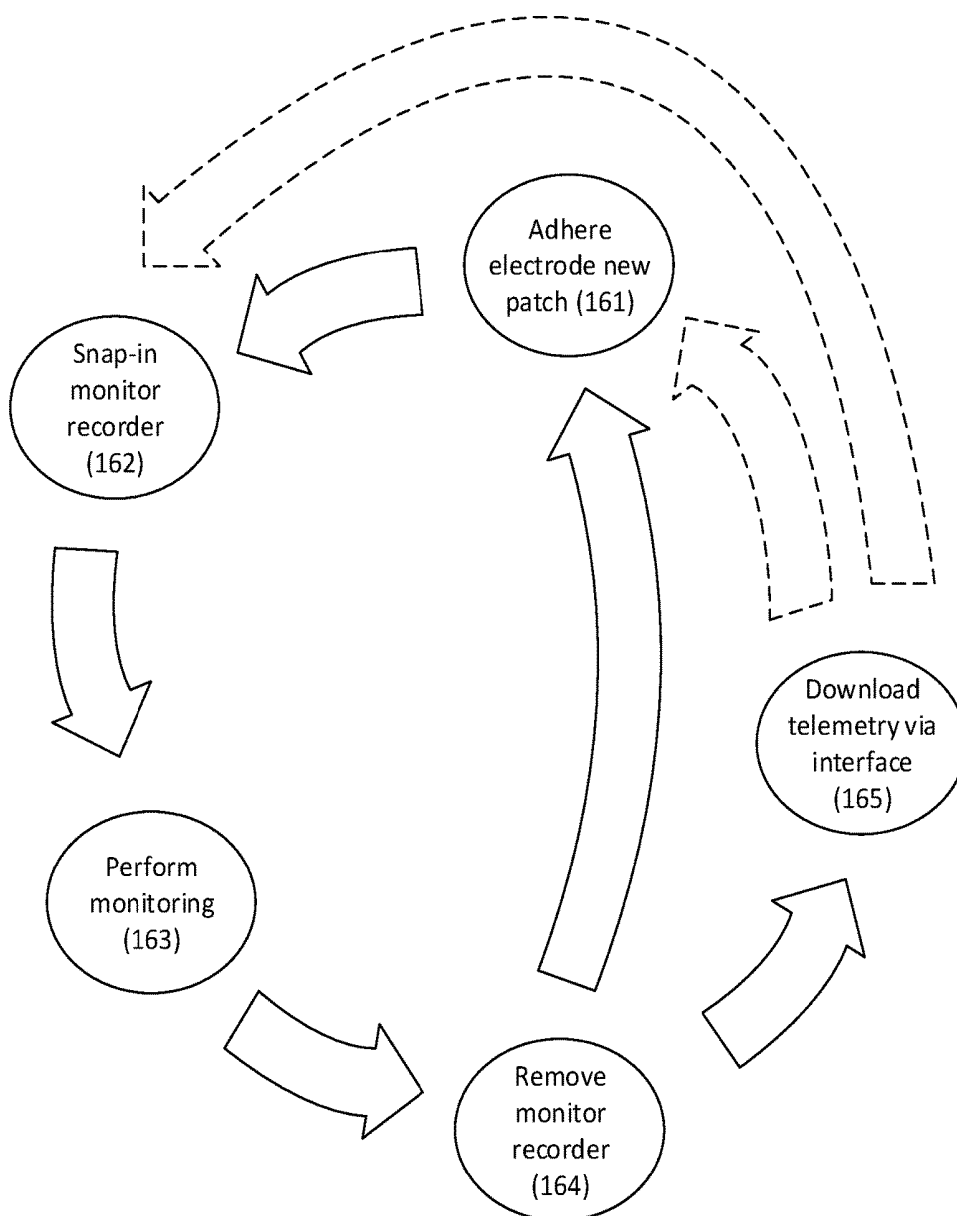 Adhere
electrode new
patch (161)
Snap-in
monitor
recorder
(162)
Download
telemetry via
interface
(165)
Perform
monitoring
(163)
Remove
monitor
recorder
(164)